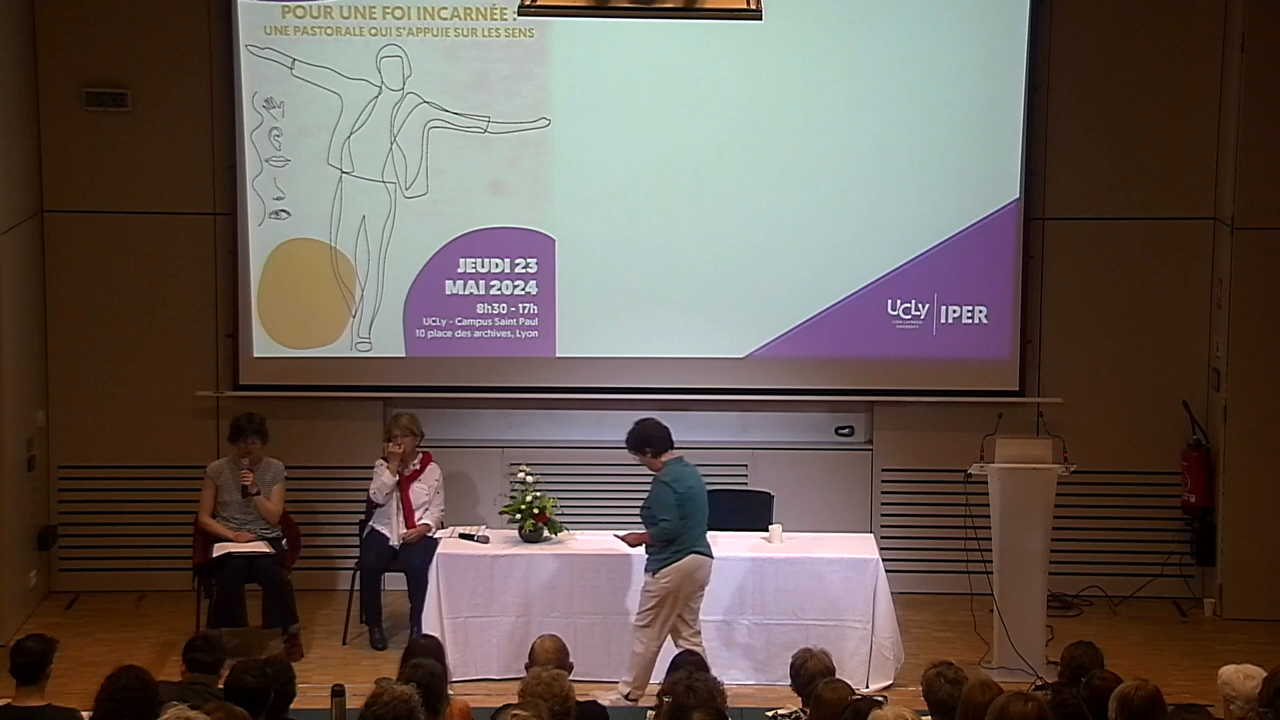 POUR UNE FOI INCARNÉE :
UNE PASTORALE QUI S'APPUIE SUR LES SENS
JEUDI 23
MAI 2024
8h30 - 17h
UCLy - Campus Saint Paul
10 place des archives, Lyon
UCLy
IPER